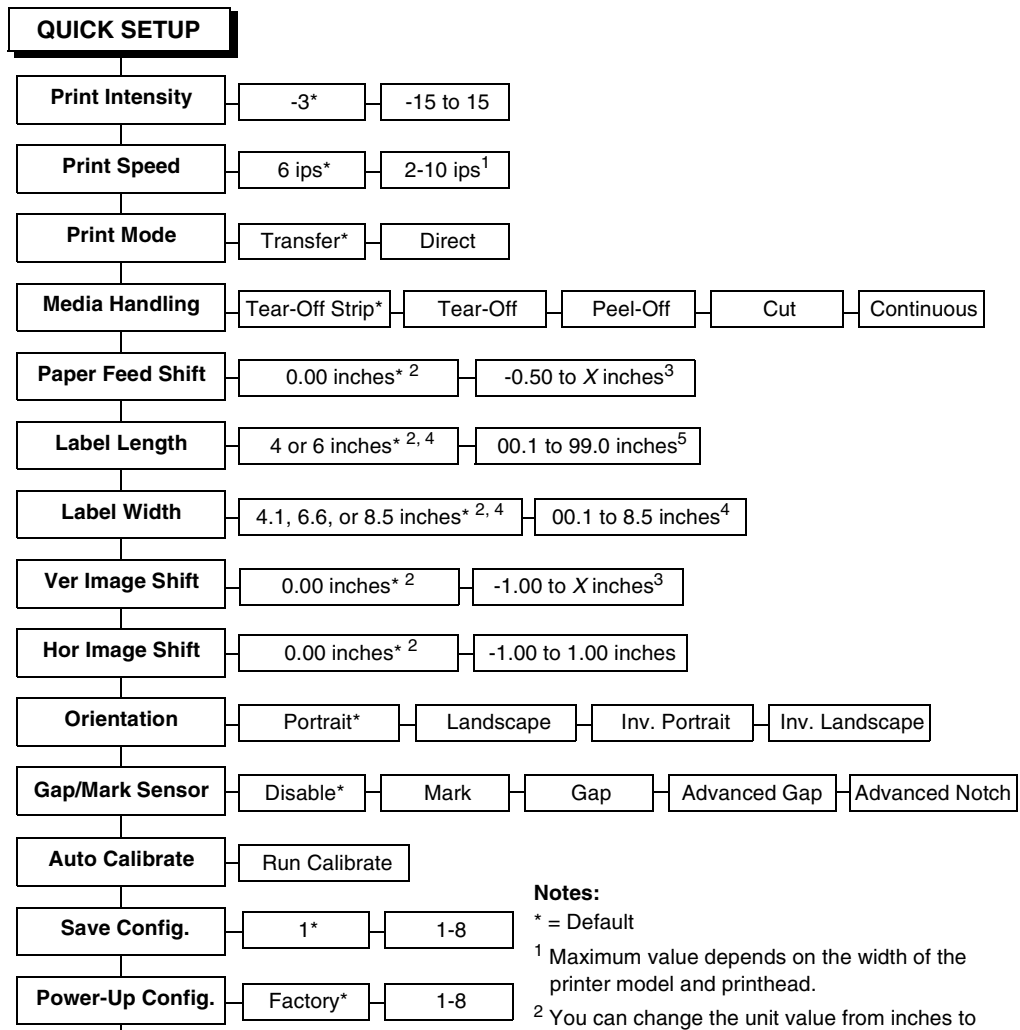 QUICK SETUP
Print Intensity -3* -15 to 15
Print Speed 6 ips* 2-10 ips1
Print Mode Transfer* Direct
Media Handling Tear-Off Strip* Tear-Off Peel-Off Cut Continuous
Paper Feed Shift 0.00 inches* 2 -0.50 to X inches3
Label Length 4 or 6 inches* 2, 4 00.1 to 99.0 inches5
Label Width 4.1, 6.6, or 8.5 inches* 2, 4 00.1 to 8.5 inches4
Ver Image Shift 0.00 inches* 2 -1.00 to X inches3
Hor Image Shift 0.00 inches* 2 -1.00 to 1.00 inches
Orientation Portrait* Landscape Inv. Portrait Inv. Landscape
Gap/Mark Sensor Disable* Mark Gap Advanced Gap Advanced Notch
Auto Calibrate Run Calibrate
Save Config. 1* 1-8
Power-Up Config. Factory* 1-8
Notes:
* = Default
1 Maximum value depends on the width of the
printer model and printhead.
2 You can change the unit value from inches to